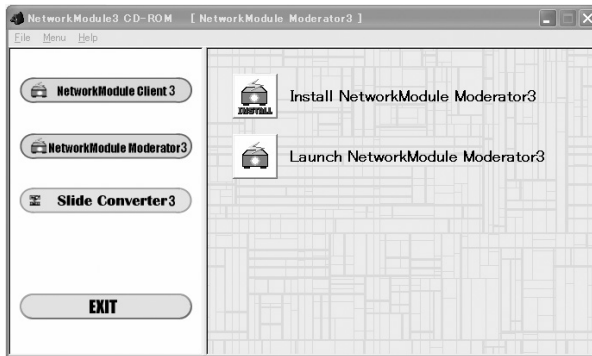 NetworkModule3 CD-ROM [ NetworkModule Moderator3 ]
File Menu Help
NetworkModule Client 3
NetworkModule Moderator3
Slide Converter3
EXIT
INSTALL
Install NetworkModule Moderator3
Launch NetworkModule Moderator3